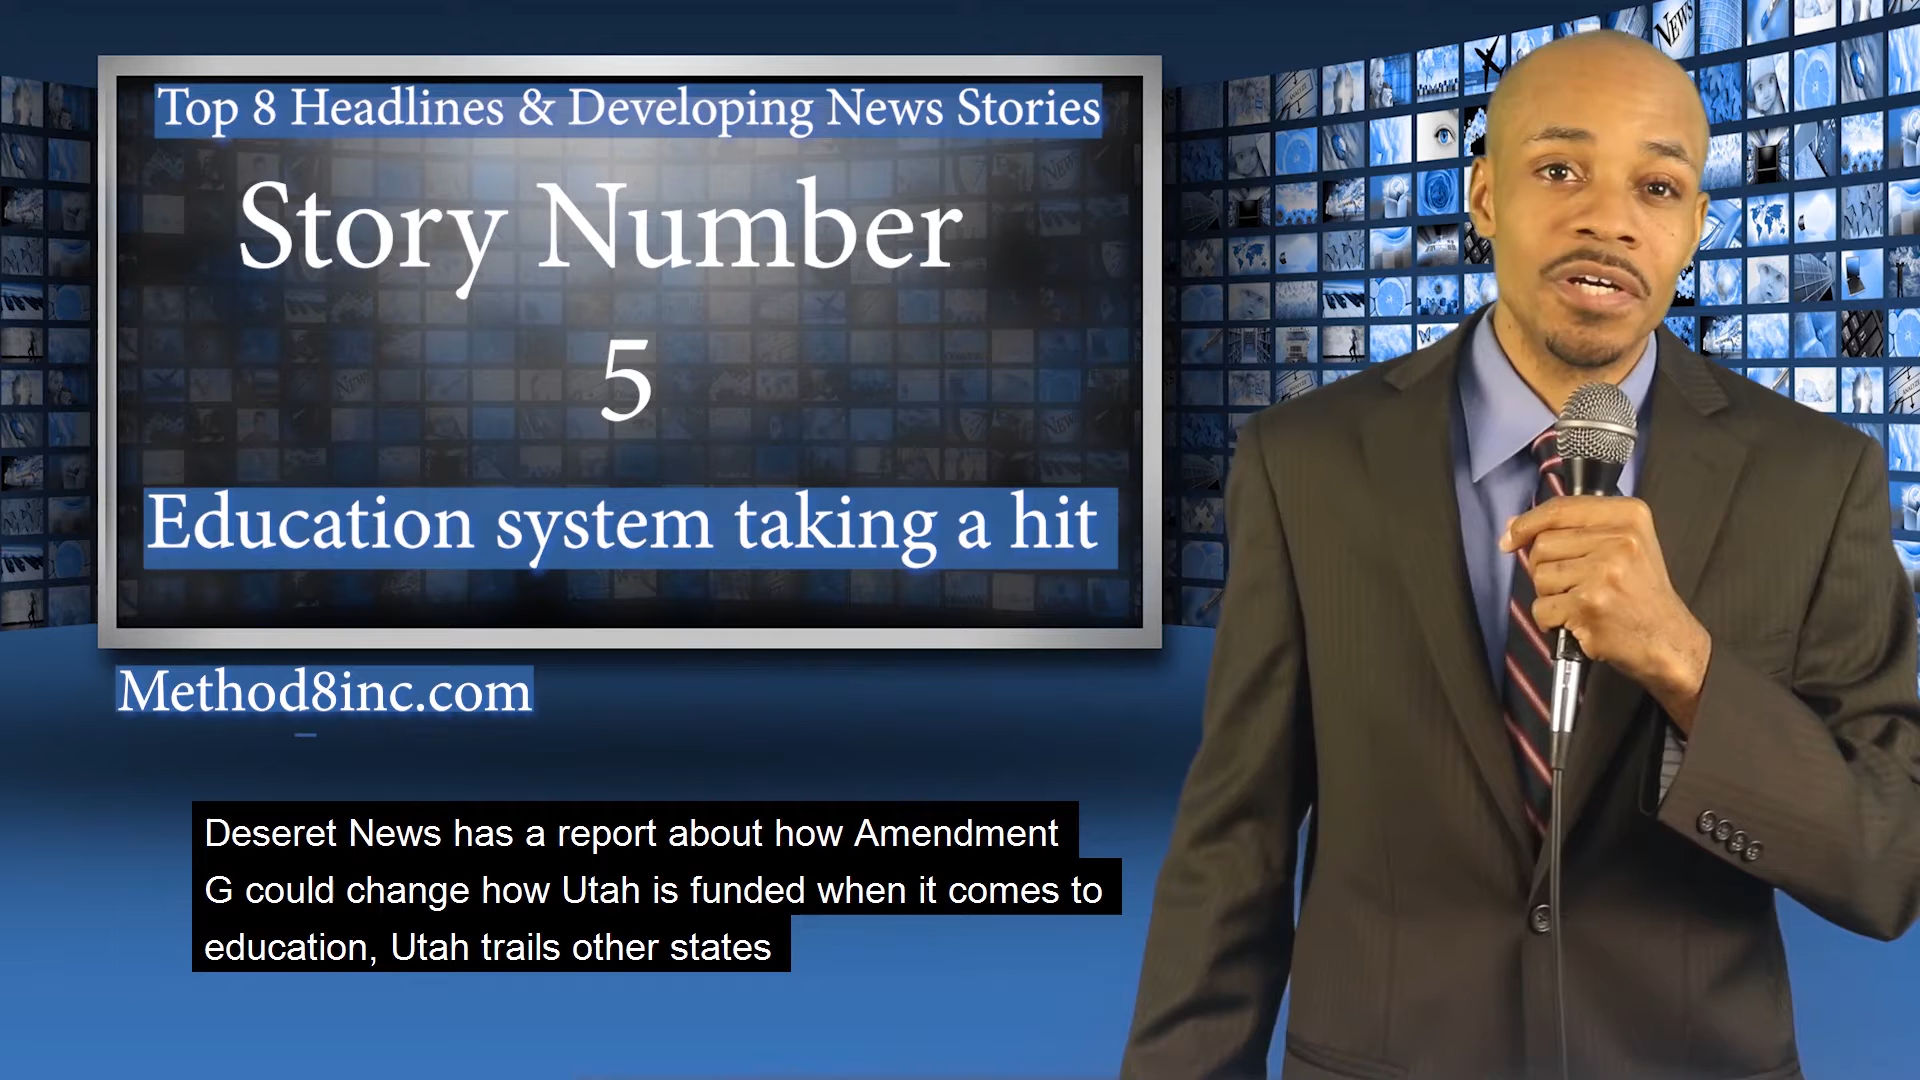 Top 8 Headlines & Developing News Stories
Story Number
5
Education system taking a hit
Method8inc.com
Deseret News has a report about how Amendment
G could change how Utah is funded when it comes to
education, Utah trails other states
NEWS